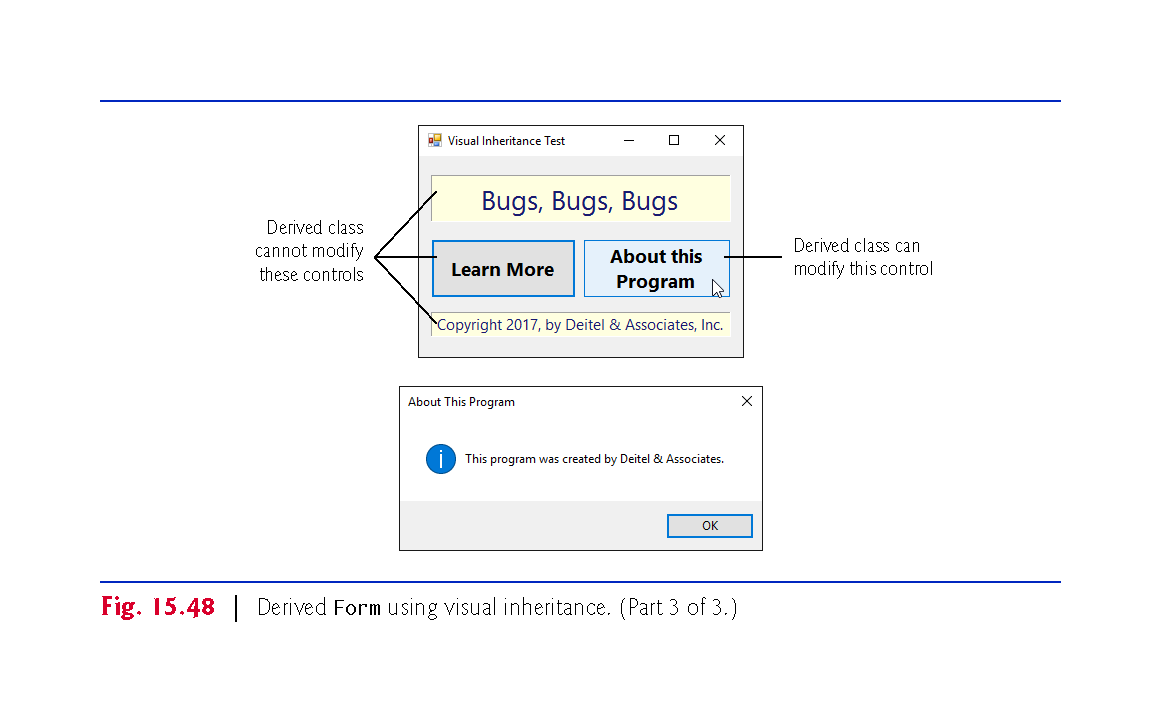 Visual Inheritance Test
Bugs, Bugs, Bugs
Derived class
cannot modify
these controls
Learn More
About this
Program
Derived class can
modify this control
Copyright 2017, by Deitel & Associates, Inc.
About This Program
i
This program was created by Deitel & Associates.
OK
Fig. 15.48 | Derived Form using visual inheritance. (Part 3 of 3.)